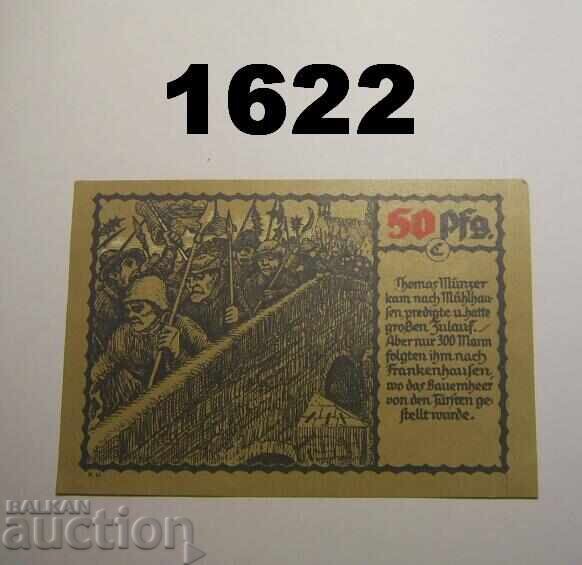 1622
50 Pfg.
Thomas Münzer
kam nach Mühlhau-
sen, predigte u. hatte
großen Zulauf.
Aber nur 300 Mann
folgten ihm nach
Frankenhausen,
wo das Bauernheer
von den Fürsten ge-
stellt wurde.
BALKAN
auction